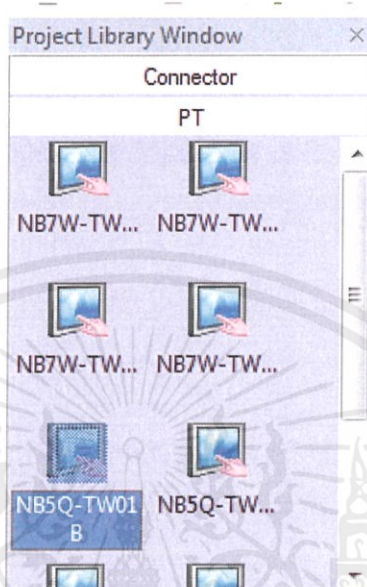 Project Library Window
Connector
PT
NB7W-TW... NB7W-TW...
NB7W-TW... NB7W-TW...
NB5Q-TW01 NB5Q-TW...
B